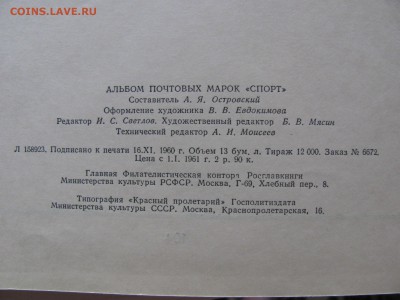 COINS.LAVE.RU
АЛЬБОМ ПОЧТОВЫХ МАРОК «СПОРТ»
Составитель А. Я. Островский
Оформление художника В. В. Евдокимова
Редактор Н. С. Светлов. Художественный редактор Б. В. Мясин
Технический редактор А. И. Моисеев
Л 158923. Подписано к печати 16.XI. 1960 г. Объем 13 бум. л. Тираж 12 000. Заказ № 6672.
Цена с 1.I. 1961 г. 2 р. 90 к.
Главная Филателистическая контора Росглавкниги
Министерства культуры РСФСР. Москва, Г-69, Хлебный пер., 8.
Типография «Красный пролетарий» Госполитиздата
Министерства культуры СССР. Москва, Краснопролетарская, 16.